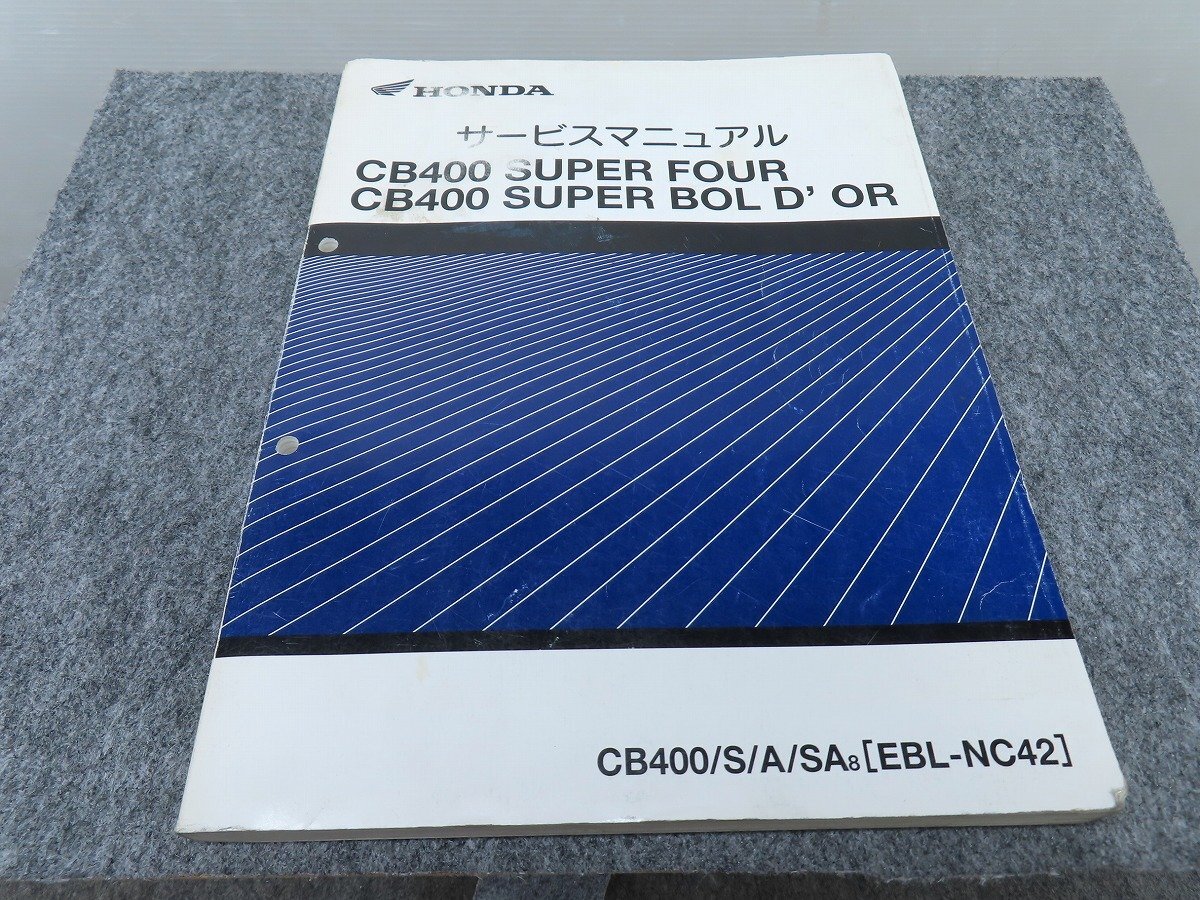 HONDA
サービスマニュアル
CB400 SUPER FOUR
CB400 SUPER BOL D' OR
CB400/S/A/SA8[EBL-NC42]